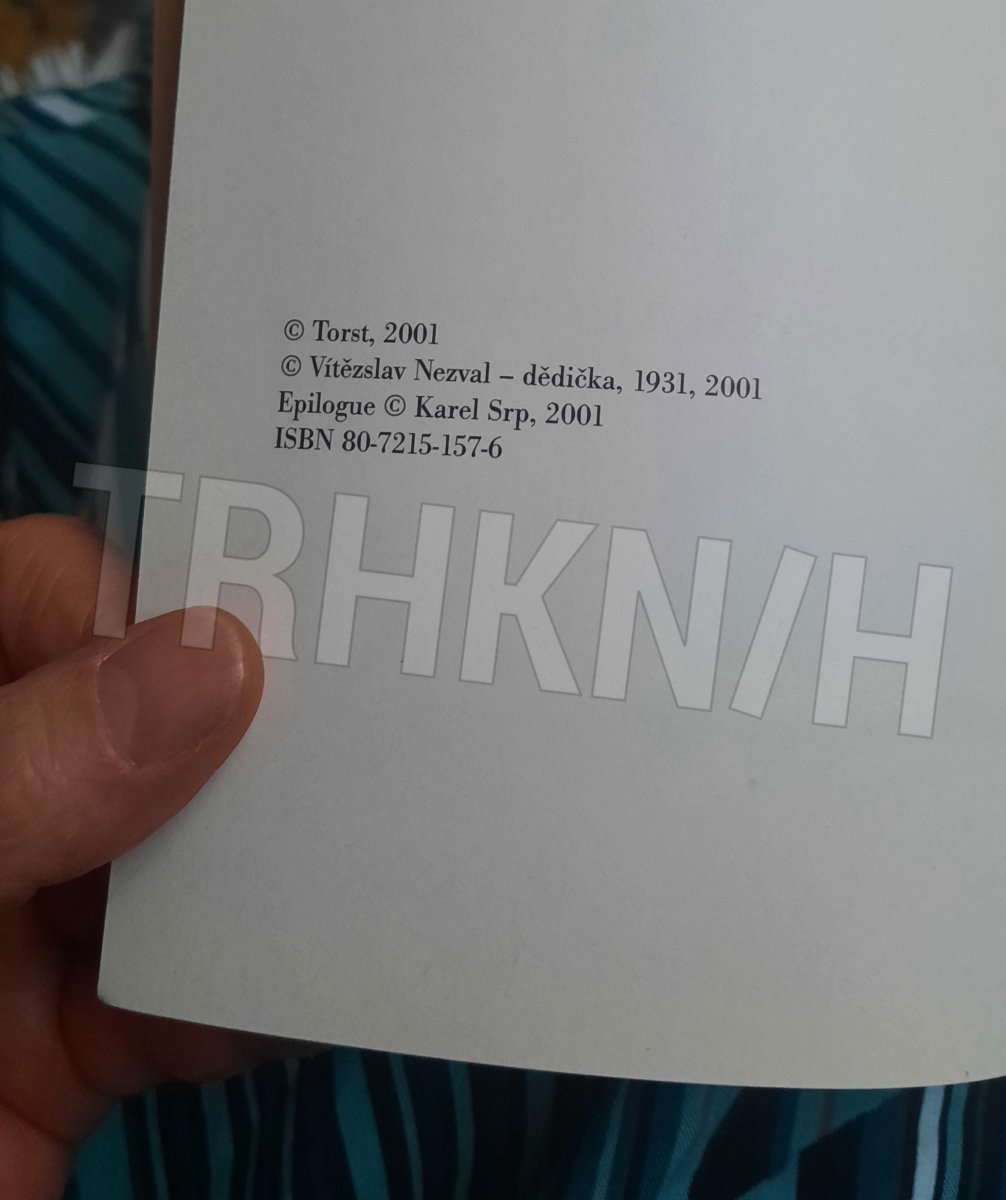 © Torst, 2001
© Vítězslav Nezval – dědička, 1931, 2001
Epilogue © Karel Srp, 2001
ISBN 80-7215-157-6
TRHKN/H